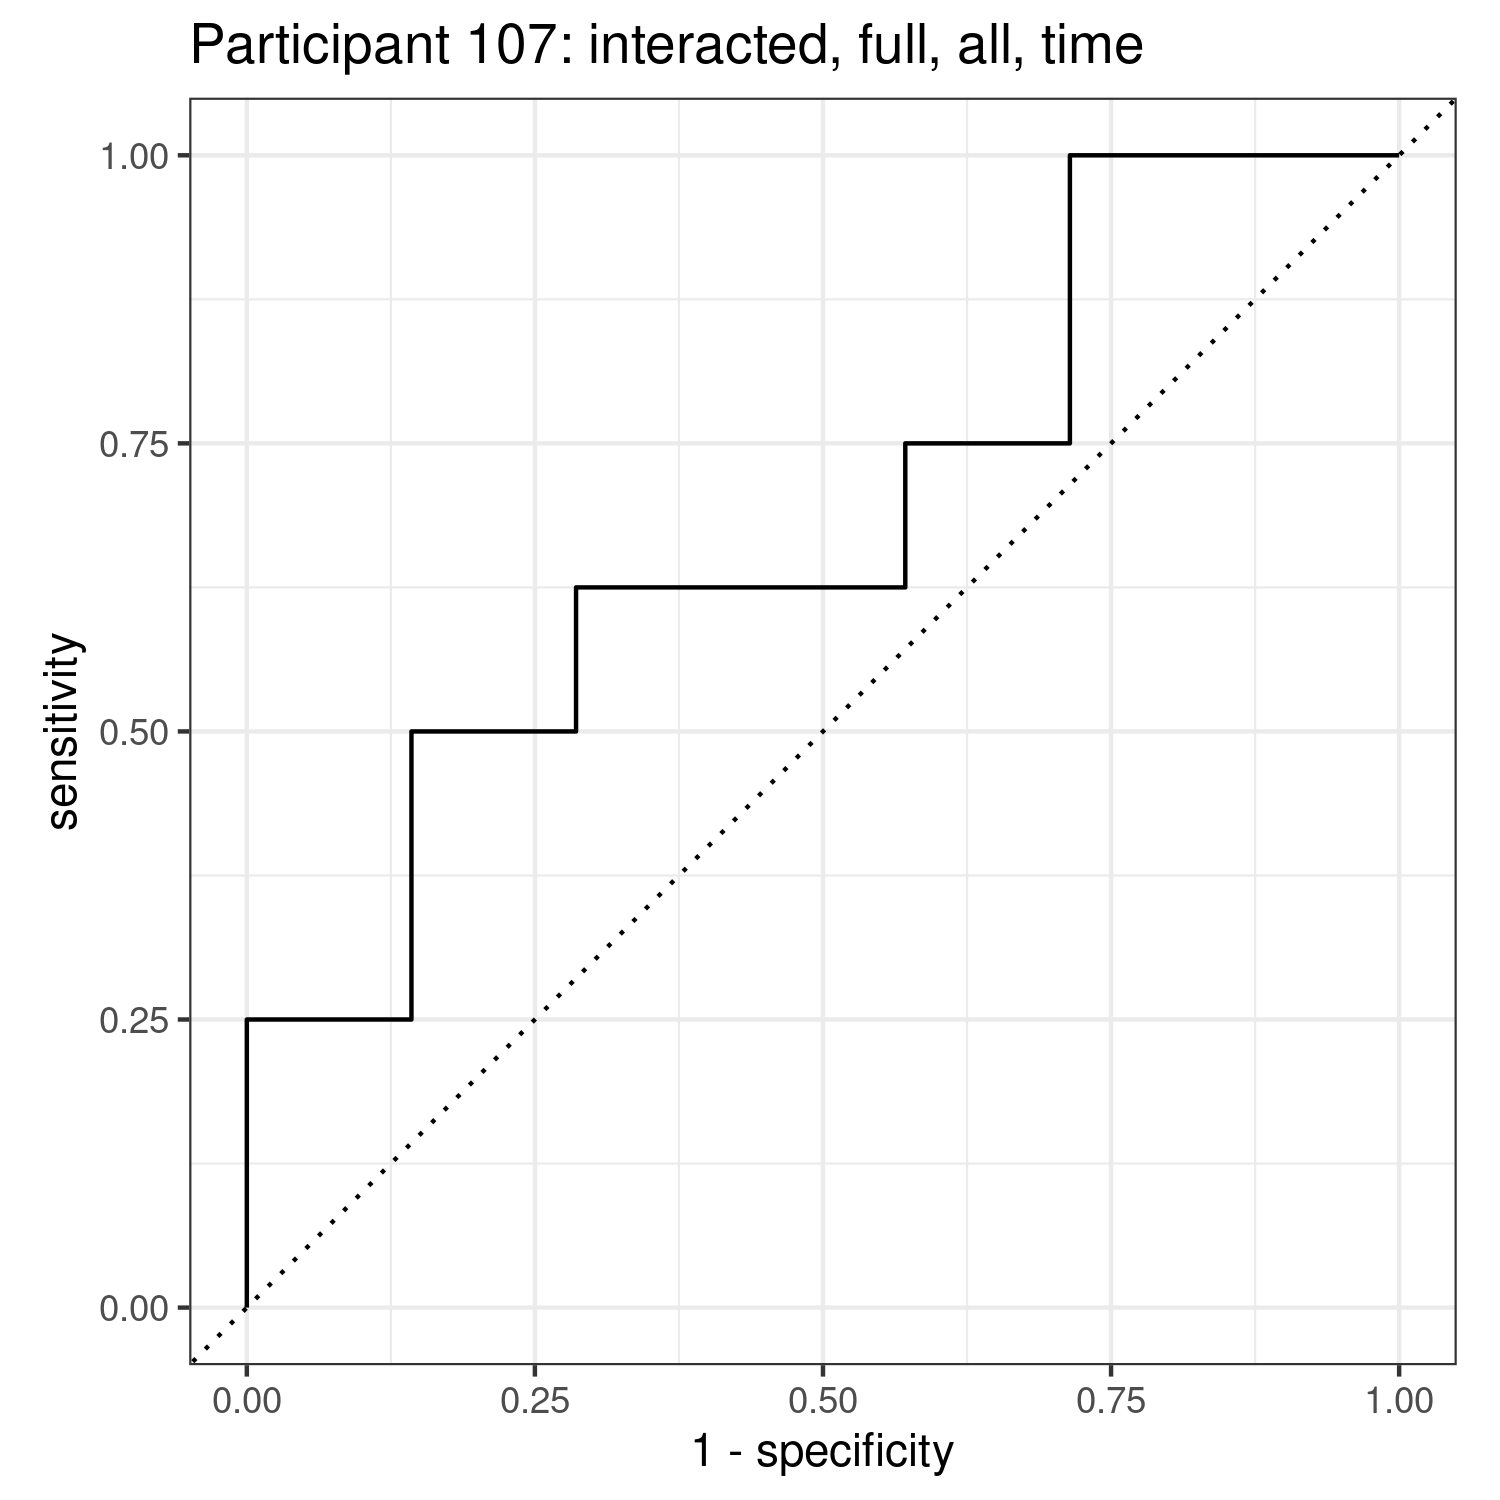 Participant 107: interacted, full, all, time
1.00
0.75
0.50
0.25
0.00
sensitivity
0.00 0.25 0.50 0.75 1.00
1 - specificity